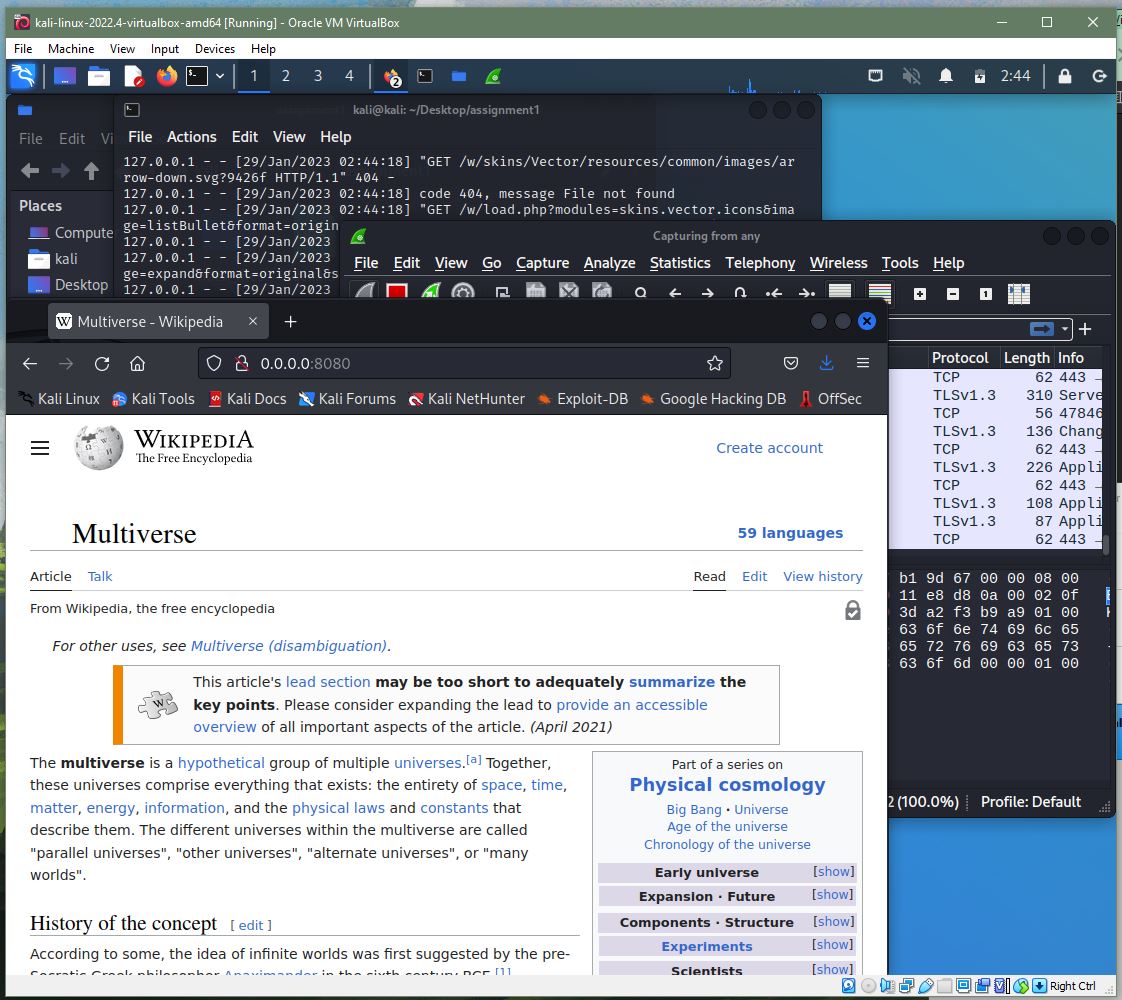 kali-linux-2022.4-virtualbox-amd64 [Running] - Oracle VM VirtualBox
File Machine View Input Devices Help
1 2 3 4 2 2:44
kali@kali: ~/Desktop/assignment1
File Edit
File Actions Edit View Help
127.0.0.1 - - [29/Jan/2023 02:44:18] "GET /w/skins/Vector/resources/common/images/ar
row-down.svg?9426f HTTP/1.1" 404 -
127.0.0.1 - - [29/Jan/2023 02:44:18] code 404, message File not found
127.0.0.1 - - [29/Jan/2023 02:44:18] "GET /w/load.php?modules=skins.vector.icons&ima
ge=listBullet&format=origin
127.0.0.1 - - [29/Jan/2023
127.0.0.1 - - [29/Jan/2023
ge=expand&format=original&s
127.0.0.1 - - [29/Jan/2023
Places
Compute
kali
Desktop
Capturing from any
File Edit View Go Capture Analyze Statistics Telephony Wireless Tools Help
Protocol Length Info
TCP 62 443 →
TLSv1.3 310 Serve
TCP 56 47846
TLSv1.3 136 Chang
TCP 62 443 →
TLSv1.3 226 Appli
TCP 62 443 →
TLSv1.3 108 Appli
TLSv1.3 87 Appli
TCP 62 443 →
b1 9d 67 00 00 08 00
11 e8 d8 0a 00 02 0f
3d a2 f3 b9 a9 01 00
63 6f 6e 74 69 6c 65
65 72 76 69 63 65 73
63 6f 6d 00 00 01 00
2 (100.0%) Profile: Default
Multiverse - Wikipedia
0.0.0.0:8080
Kali Linux Kali Tools Kali Docs Kali Forums Kali NetHunter Exploit-DB Google Hacking DB OffSec
WIKIPEDIA
The Free Encyclopedia
Create account
Multiverse
59 languages
Article Talk Read Edit View history
From Wikipedia, the free encyclopedia
For other uses, see Multiverse (disambiguation).
This article's lead section may be too short to adequately summarize the
key points. Please consider expanding the lead to provide an accessible
overview of all important aspects of the article. (April 2021)
The multiverse is a hypothetical group of multiple universes.[a] Together,
these universes comprise everything that exists: the entirety of space, time,
matter, energy, information, and the physical laws and constants that
describe them. The different universes within the multiverse are called
"parallel universes", "other universes", "alternate universes", or "many
worlds".
Part of a series on
Physical cosmology
Big Bang · Universe
Age of the universe
Chronology of the universe
Early universe [show]
Expansion · Future [show]
Components · Structure [show]
Experiments [show]
Scientists [show]
History of the concept [ edit ]
According to some, the idea of infinite worlds was first suggested by the pre-
Socratic Greek philosopher Anaximander in the sixth century BCE.[1]
Right Ctrl